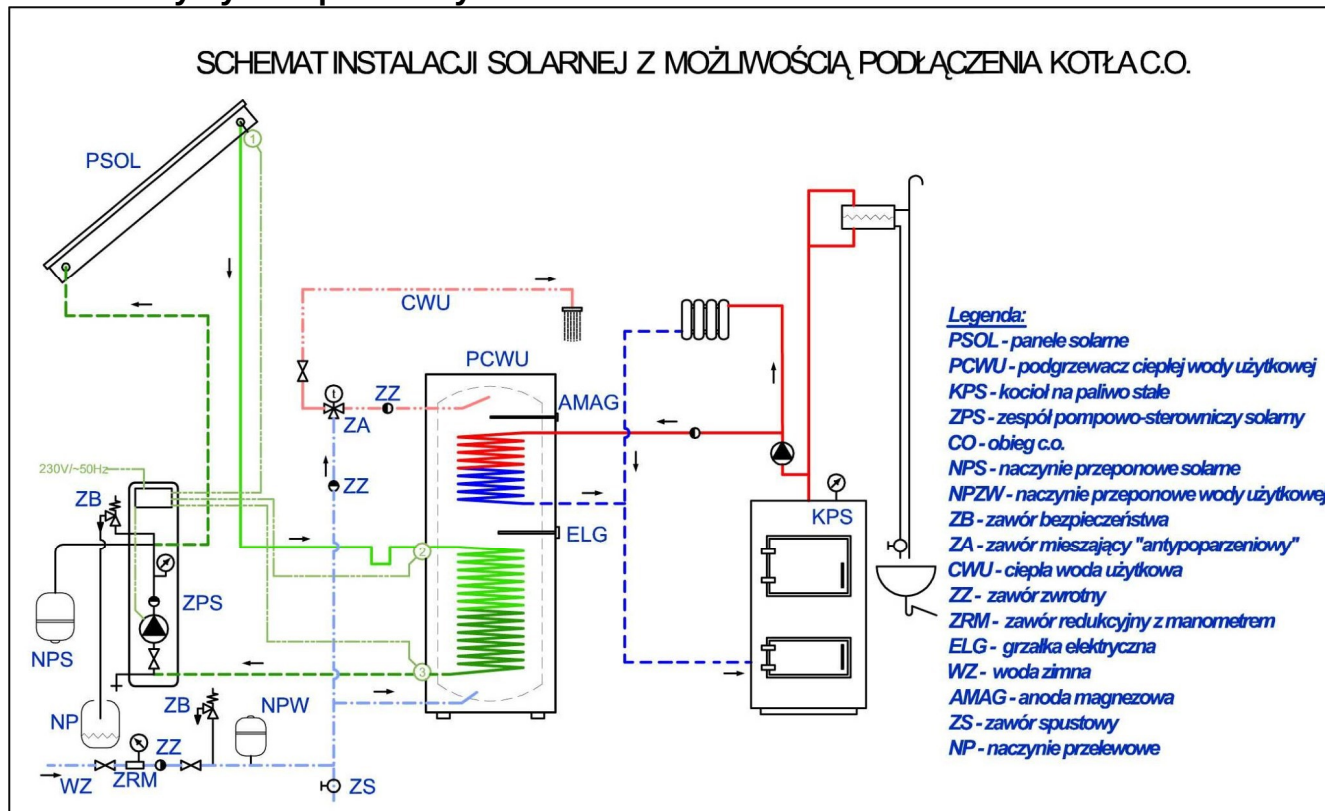 SCHEMAT INSTALACJI SOLARNEJ Z MOŻLIWOŚCIĄ PODŁĄCZENIA KOTŁA C.O.
PSOL
1
CWU
PCWU
AMAG
ZZ
ZA
t
ZZ
230V/~50Hz
ZB
ELG
KPS
2
ZPS
NPS
3
ZB
NPW
NP
ZZ
WZ
ZRM
ZS
Legenda:
PSOL - panele solarne
PCWU - podgrzewacz ciepłej wody użytkowej
KPS - kocioł na paliwo stałe
ZPS - zespół pompowo-sterowniczy solarny
CO - obieg c.o.
NPS - naczynie przeponowe solarne
NPZW - naczynie przeponowe wody użytkowej
ZB - zawór bezpieczeństwa
ZA - zawór mieszający "antypoparzeniowy"
CWU - ciepła woda użytkowa
ZZ - zawór zwrotny
ZRM - zawór redukcyjny z manometrem
ELG - grzałka elektryczna
WZ - woda zimna
AMAG - anoda magnezowa
ZS - zawór spustowy
NP - naczynie przelewowe